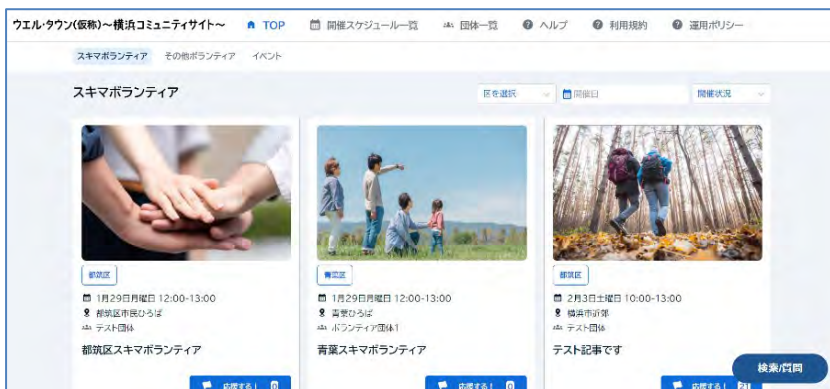 ウエル・タウン(仮称)～横浜コミュニティサイト～ TOP 開催スケジュール一覧 団体一覧 ヘルプ 利用規約 運用ポリシー
スキマボランティア その他ボランティア イベント
スキマボランティア 区を選択 開催日 開催状況
都筑区 青葉区 都筑区
1月29日月曜日 12:00-13:00 1月29日月曜日 12:00-13:00 2月3日土曜日 10:00-13:00
都筑区市民ひろば 青葉ひろば 横浜市近郊
テスト団体 ボランティア団体1 テスト団体
都筑区スキマボランティア 青葉スキマボランティア テスト記事です
検索/質問
応援する! 0 応援する! 0 応援する! 21